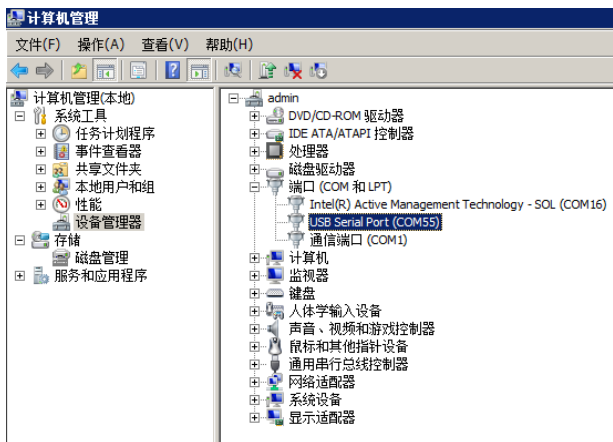 计算机管理
文件(F) 操作(A) 查看(V) 帮助(H)
计算机管理(本地)
系统工具
任务计划程序
事件查看器
共享文件夹
本地用户和组
性能
设备管理器
存储
磁盘管理
服务和应用程序
admin
DVD/CD-ROM 驱动器
IDE ATA/ATAPI 控制器
处理器
磁盘驱动器
端口 (COM 和 LPT)
Intel(R) Active Management Technology - SOL (COM16)
USB Serial Port (COM55)
通信端口 (COM1)
计算机
监视器
键盘
人体学输入设备
声音、视频和游戏控制器
鼠标和其他指针设备
通用串行总线控制器
网络适配器
系统设备
显示适配器